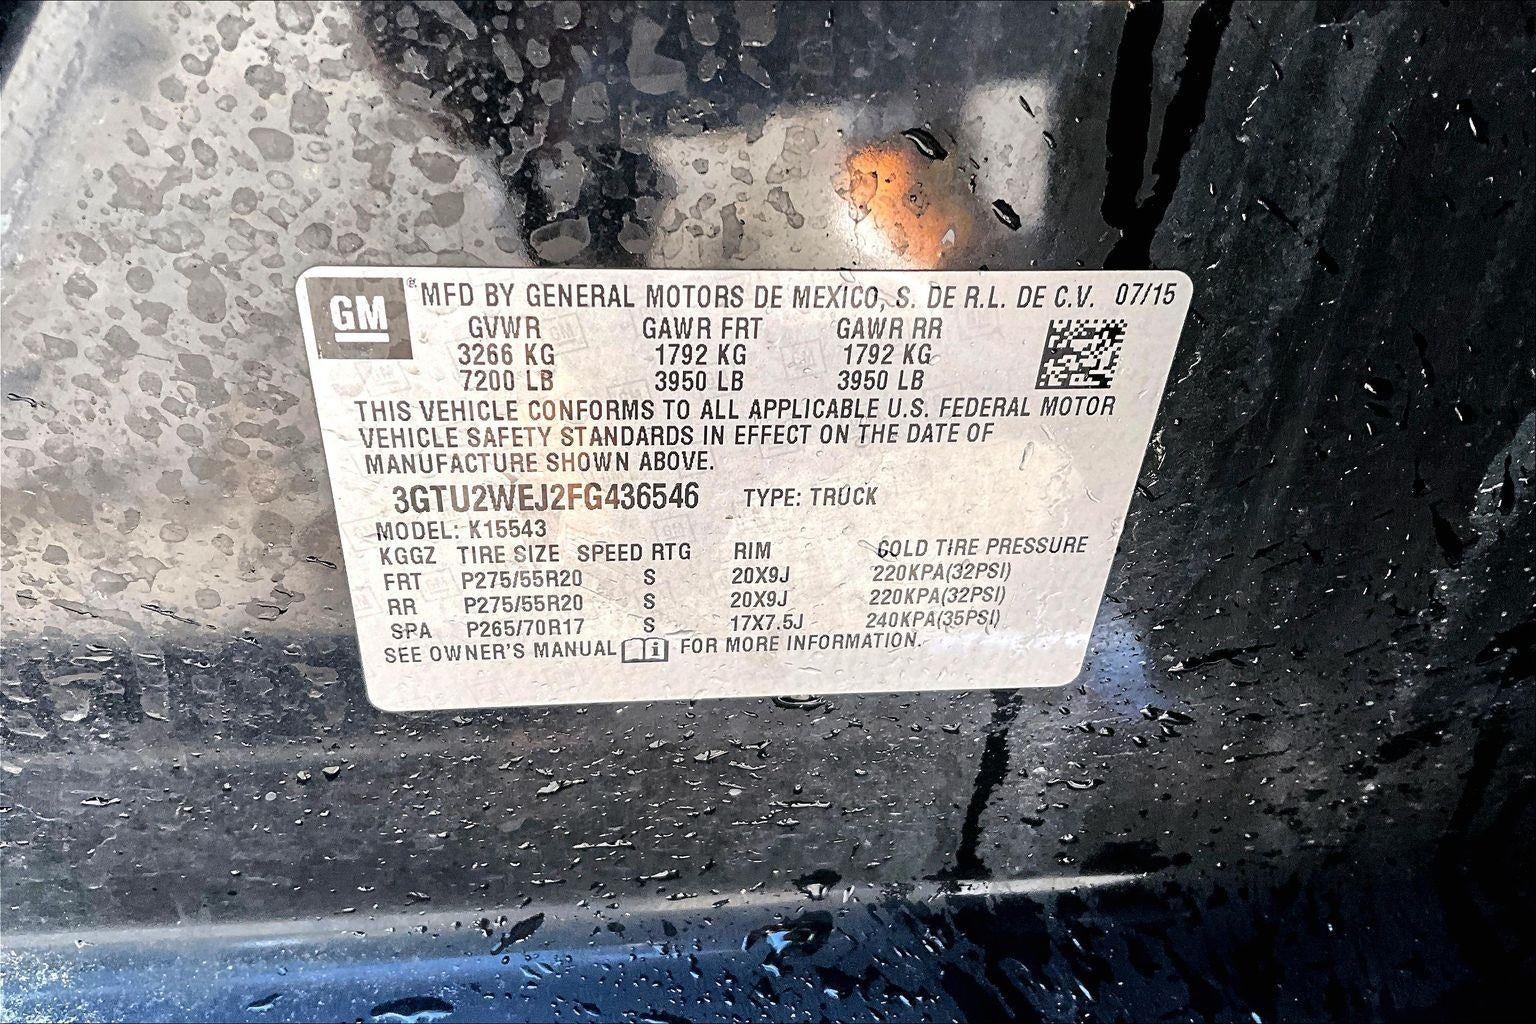 GM ® MFD BY GENERAL MOTORS DE MEXICO, S. DE R.L. DE C.V. 07/15
GVWR GAWR FRT GAWR RR
3266 KG 1792 KG 1792 KG
7200 LB 3950 LB 3950 LB
THIS VEHICLE CONFORMS TO ALL APPLICABLE U.S. FEDERAL MOTOR
VEHICLE SAFETY STANDARDS IN EFFECT ON THE DATE OF
MANUFACTURE SHOWN ABOVE.
3GTU2WEJ2FG436546 TYPE: TRUCK
MODEL: K15543
KGGZ TIRE SIZE SPEED RTG RIM COLD TIRE PRESSURE
FRT P275/55R20 S 20X9J 220KPA(32PSI)
RR P275/55R20 S 20X9J 220KPA(32PSI)
SPA P265/70R17 S 17X7.5J 240KPA(35PSI)
SEE OWNER'S MANUAL i FOR MORE INFORMATION.